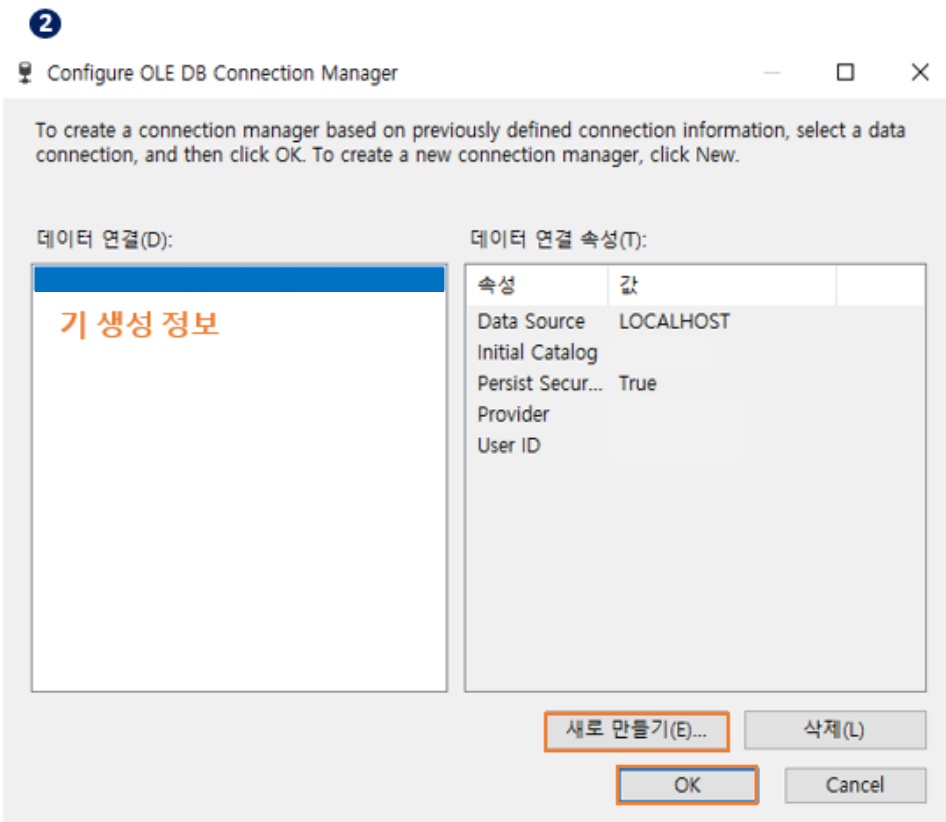 2
Configure OLE DB Connection Manager
To create a connection manager based on previously defined connection information, select a data
connection, and then click OK. To create a new connection manager, click New.
데이터 연결(D):
기 생성 정보
데이터 연결 속성(T):
속성 값
Data Source LOCALHOST
Initial Catalog
Persist Secur... True
Provider
User ID
새로 만들기(E)... 삭제(L)
OK Cancel